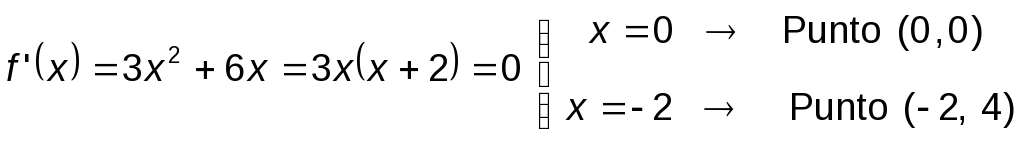 x = 0 → Punto (0,0)
f'(x) = 3x² + 6x = 3x(x + 2) = 0
x = - 2 → Punto (- 2, 4)